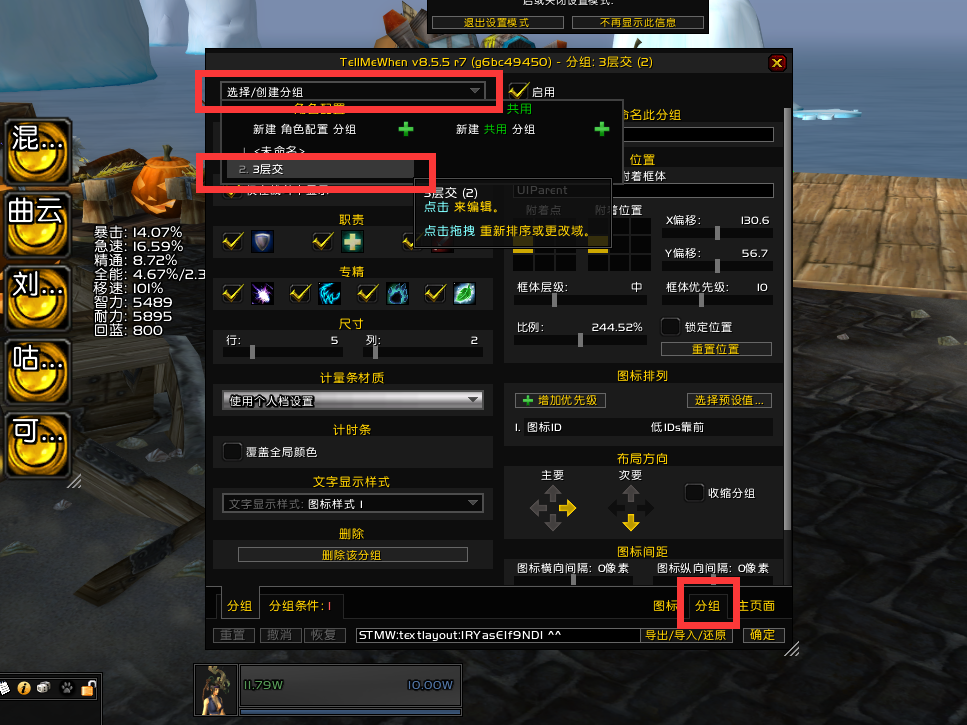 启或关闭设置模式.
退出设置模式
不再显示此信息
TellMeWhen v8.5.5 r7 (g6bc49450) - 分组: 3层交 (2)
选择/创建分组
启用
角色配置
共用
新建 角色配置 分组
新建 共用 分组
命名此分组
1. <未命名>
2. 3层交
位置
附着框体
3层交 (2)
点击 来编辑。
点击拖拽 重新排序或更改域。
UIParent
附着点
附着位置
X偏移: 130.6
Y偏移: 56.7
职责
专精
框体层级: 中
框体优先级: 10
尺寸
行: 5
列: 2
比例: 244.52%
锁定位置
重置位置
计量条材质
使用个人档设置
图标排列
增加优先级
选择预设值...
1. 图标ID
低IDs靠前
计时条
覆盖全局颜色
布局方向
主要
次要
收缩分组
文字显示样式
文字显示样式: 图标样式 1
删除
删除该分组
图标间距
图标横向间隔: 0像素
图标纵向间隔: 0像素
分组
分组条件: 1
图标
分组
主页面
重置
撤消
恢复
导出/导入/还原
确定
混...
曲云
刘...
咕...
可...
暴击: 14.07%
急速: 16.59%
精通: 8.72%
全能: 4.67%/2.3
移速: 101%
智力: 5489
耐力: 5895
回蓝: 800
11.79W
10.00W